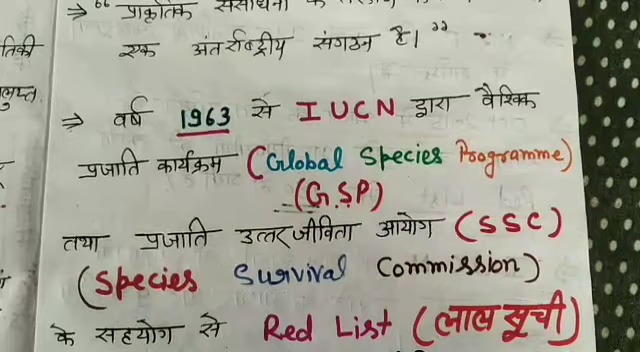 ⇒ " प्राकृतिक संसाधनों के
एक अंतर्राष्ट्रीय संगठन है। "
⇒ वर्ष 1963 से IUCN द्वारा वैश्विक
प्रजाति कार्यक्रम (Global Species Programme)
(G.S.P)
तथा प्रजाति उत्तरजीविता आयोग (SSC)
(Species Survival Commission)
के सहयोग से Red List (लाल सूची)